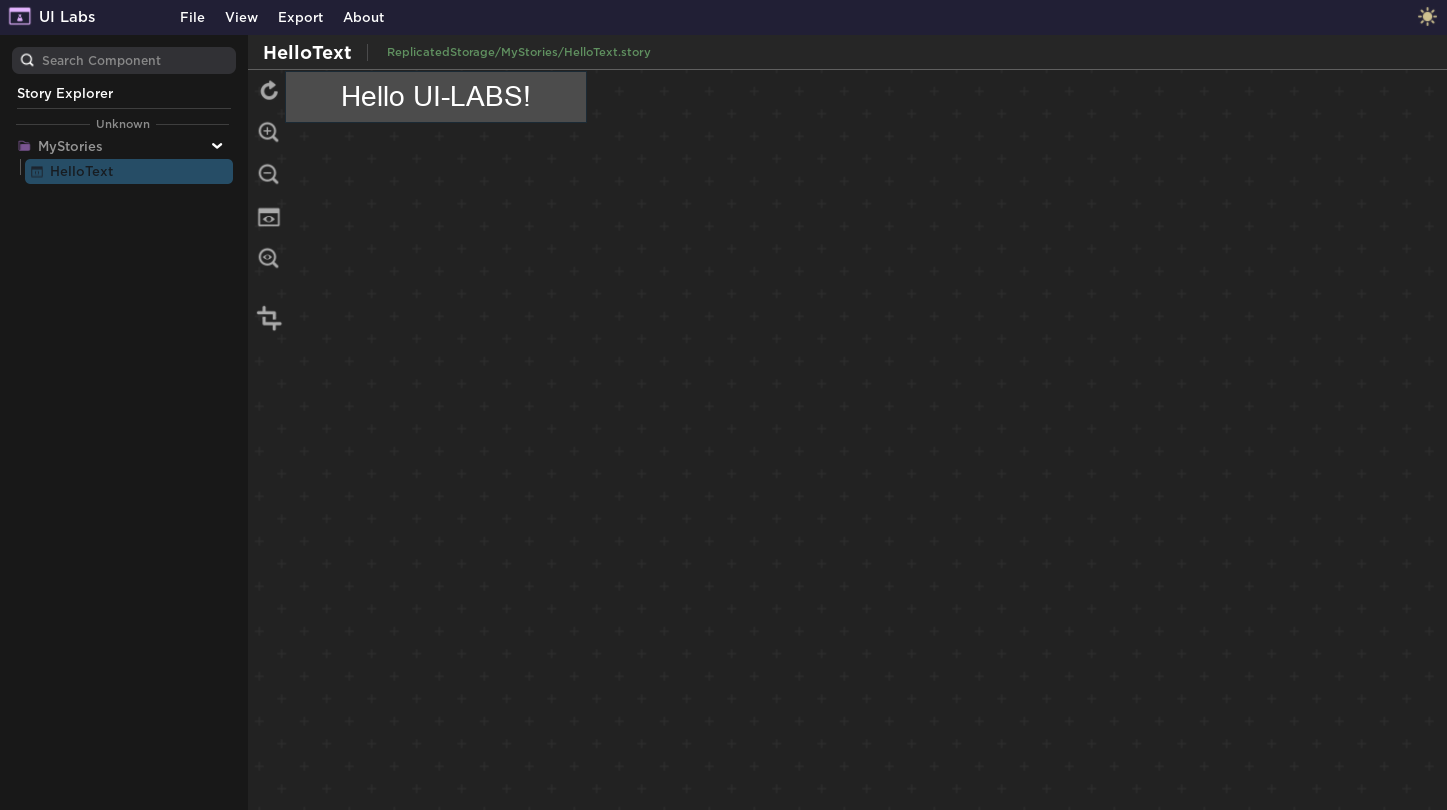 UI Labs
File
View
Export
About
Search Component
Story Explorer
Unknown
MyStories
HelloText
HelloText
ReplicatedStorage/MyStories/HelloText.story
Hello UI-LABS!